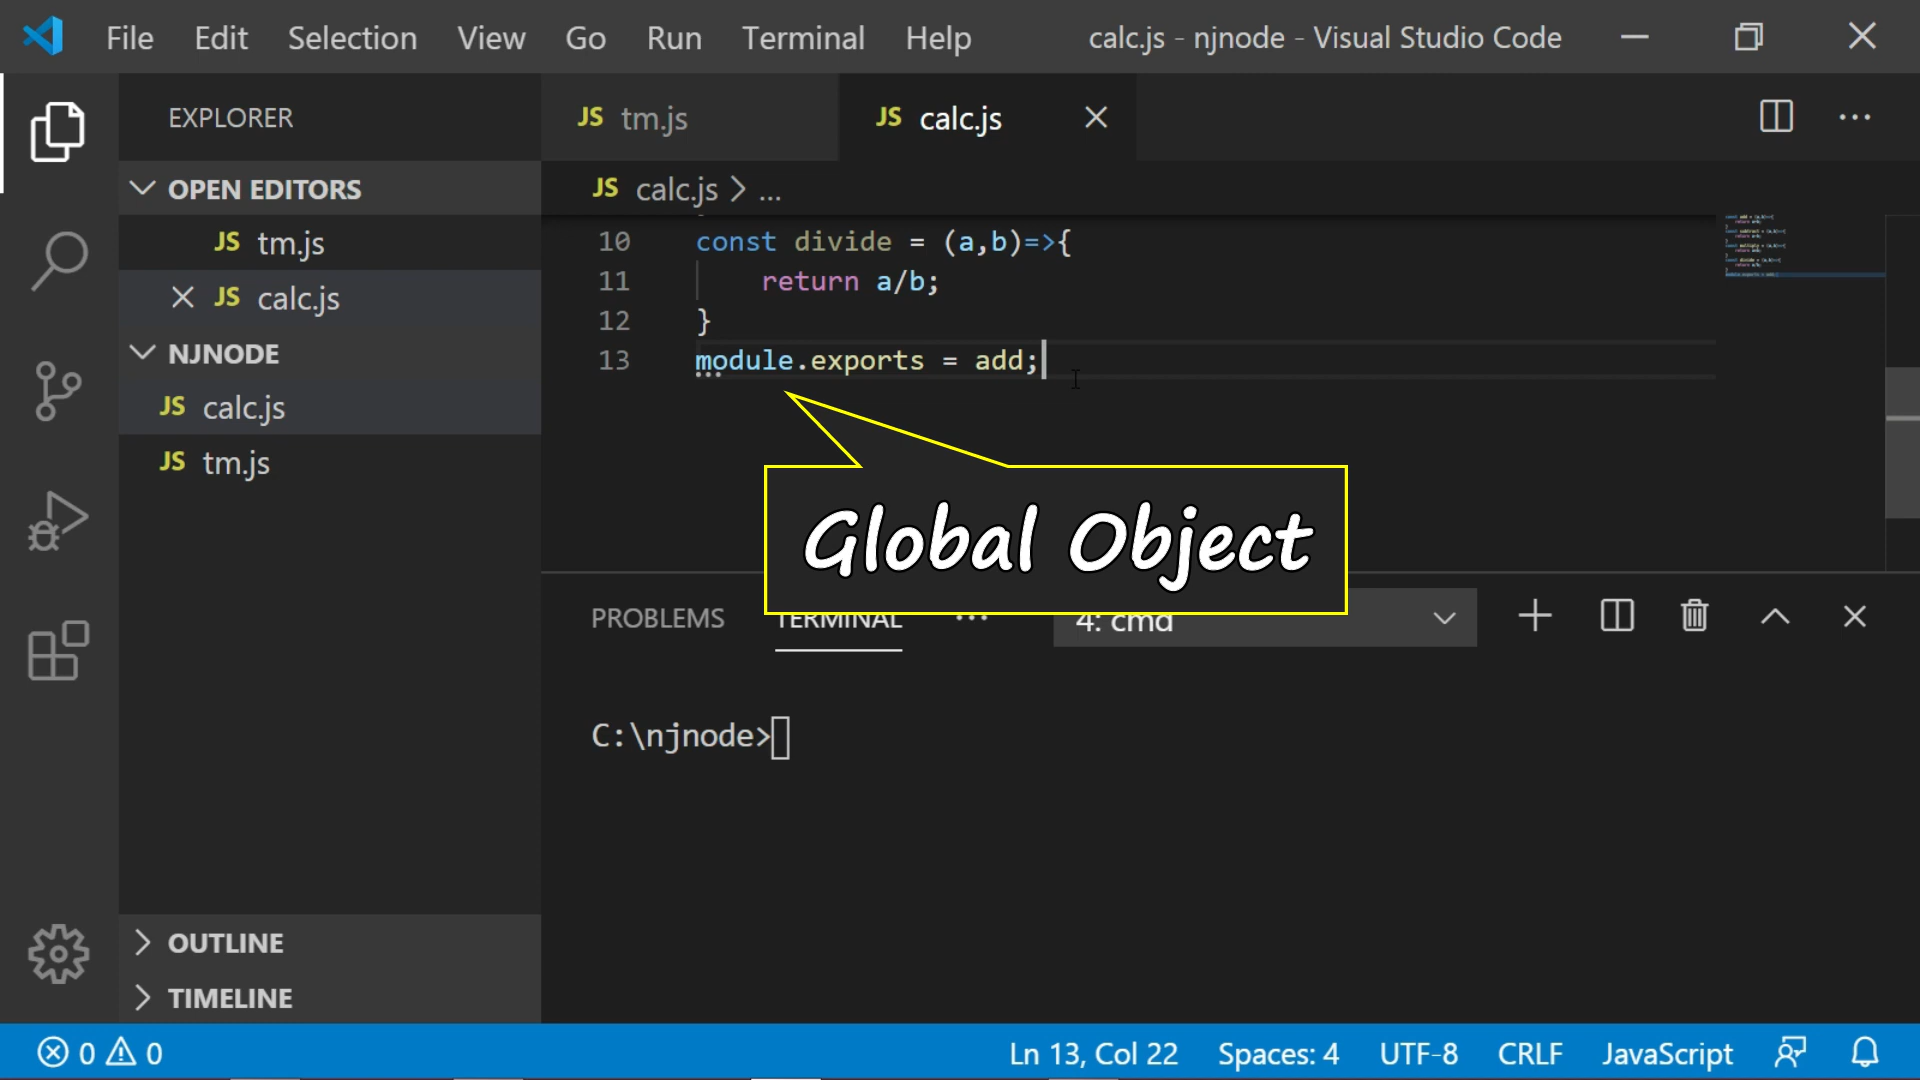 File Edit Selection View Go Run Terminal Help calc.js - njnode - Visual Studio Code
EXPLORER
JS tm.js JS calc.js
OPEN EDITORS
JS calc.js > ...
JS tm.js
JS calc.js
NJNODE
JS calc.js
JS tm.js
10 const divide = (a,b)=>{
11 return a/b;
12 }
13 module.exports = add;
Global Object
PROBLEMS TERMINAL ... 4: cmd
C:\njnode>
OUTLINE
TIMELINE
0 0 Ln 13, Col 22 Spaces: 4 UTF-8 CRLF JavaScript